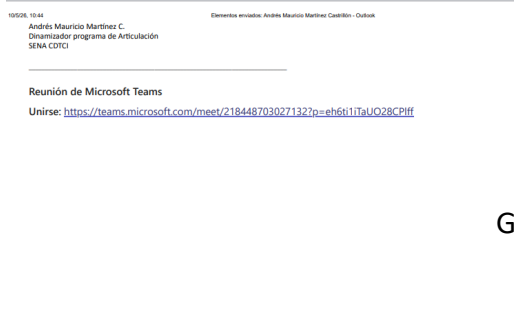 10/5/26, 10:44 Elementos enviados: Andrés Mauricio Martínez Castrillón - Outlook
Andrés Mauricio Martínez C.
Dinamizador programa de Articulación
SENA CDTCI
Reunión de Microsoft Teams
Unirse: https://teams.microsoft.com/meet/218448703027132?p=eh6ti1iTaUO28CPlff
G